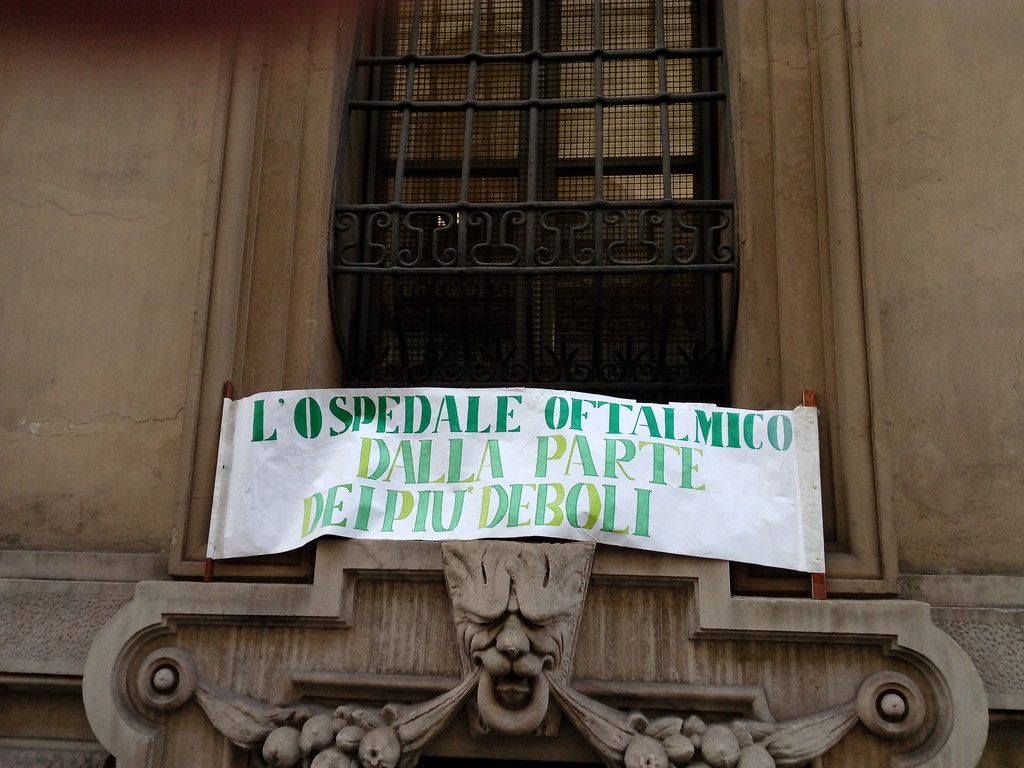 L'OSPEDALE OFTALMICO
DALLA PARTE
DEI PIU' DEBOLI